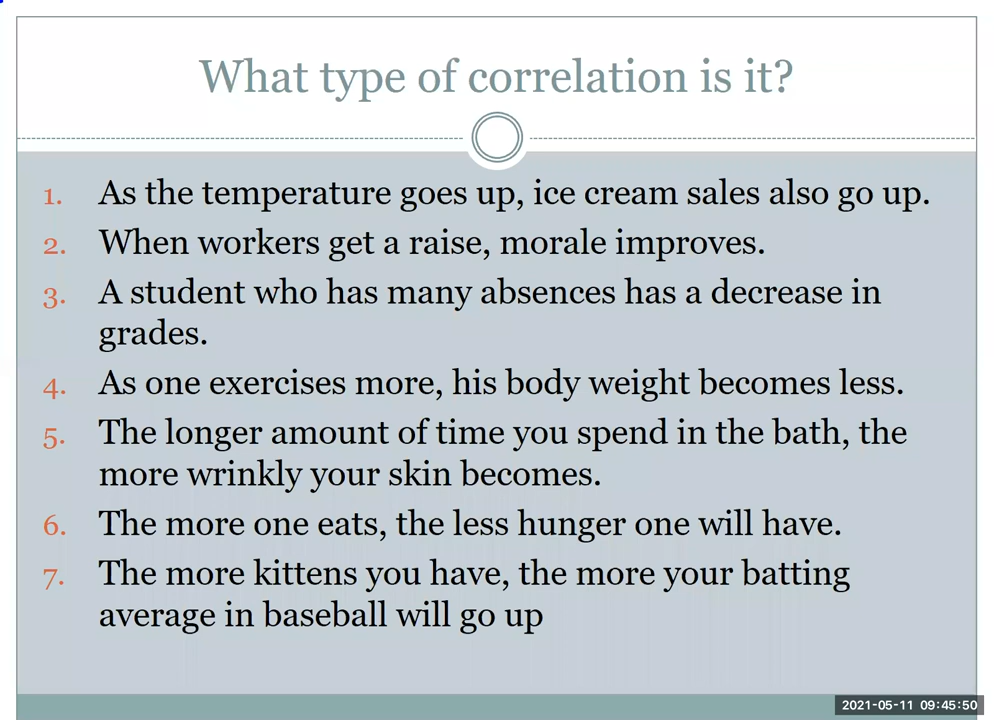 What type of correlation is it?
1. As the temperature goes up, ice cream sales also go up.
2. When workers get a raise, morale improves.
3. A student who has many absences has a decrease in
grades.
4. As one exercises more, his body weight becomes less.
5. The longer amount of time you spend in the bath, the
more wrinkly your skin becomes.
6. The more one eats, the less hunger one will have.
7. The more kittens you have, the more your batting
average in baseball will go up
2021-05-11 09:45:50